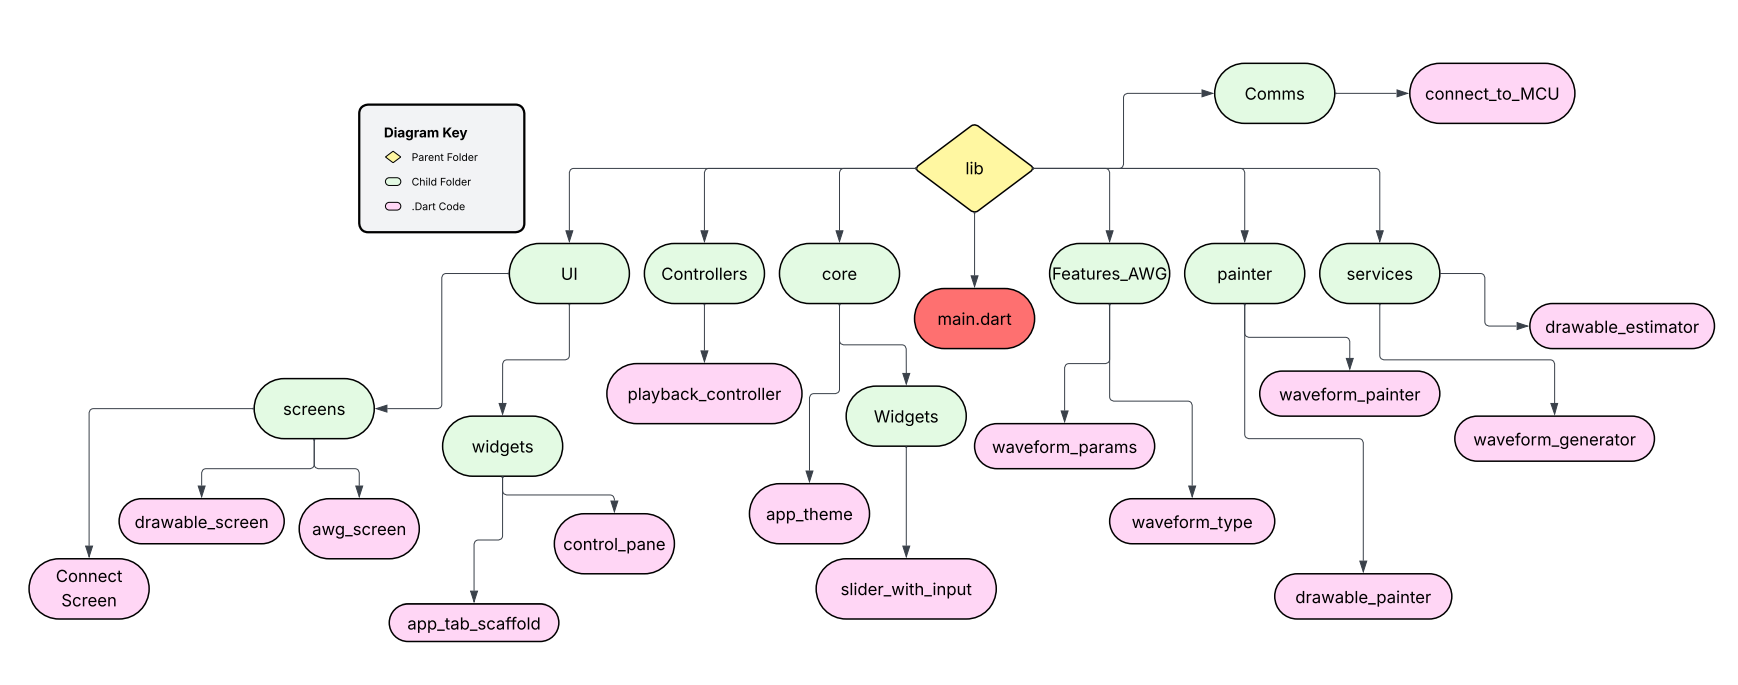 Comms
connect_to_MCU
Diagram Key
Parent Folder
Child Folder
.Dart Code
lib
UI
Controllers
core
main.dart
Features_AWG
painter
services
drawable_estimator
screens
widgets
playback_controller
Widgets
waveform_params
waveform_painter
waveform_generator
drawable_screen
awg_screen
control_pane
app_theme
waveform_type
Connect
Screen
app_tab_scaffold
slider_with_input
drawable_painter